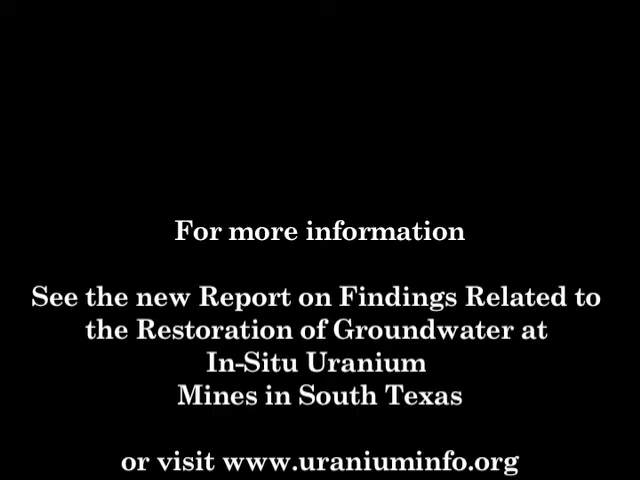 For more information
See the new Report on Findings Related to
the Restoration of Groundwater at
In-Situ Uranium
Mines in South Texas
or visit www.uraniuminfo.org